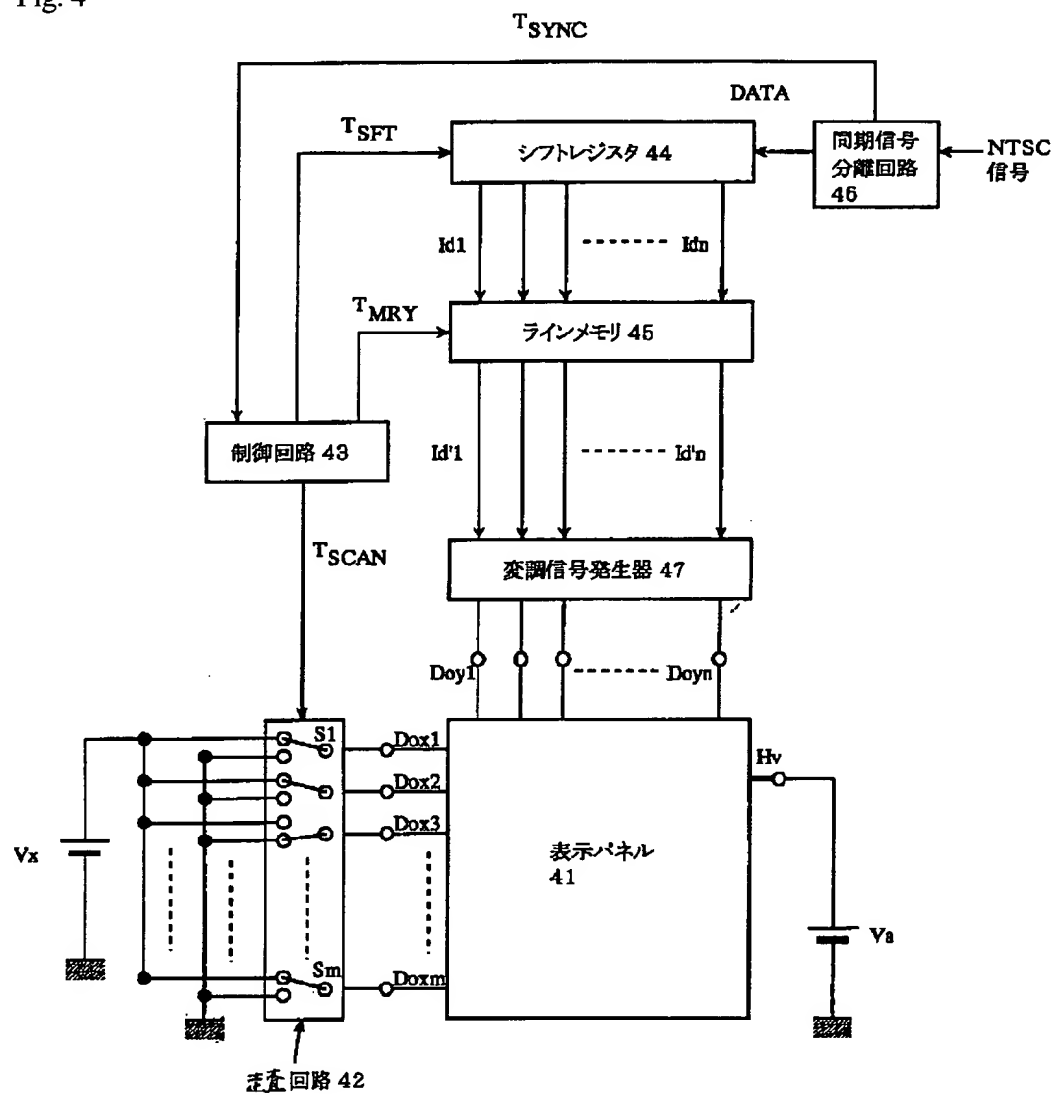 Fig. 4
TSYNC
DATA
TSFT
シフトレジスタ 44
同期信号
分離回路
46
NTSC
信号
Id1
Idn
TMRY
ラインメモリ 45
制御回路 43
Id'1
Id'n
TSCAN
変調信号発生器 47
Doy1
Doyn
S1
Dox1
Hv
Dox2
Dox3
Vx
表示パネル
41
Va
Sm
Doxm
走査回路 42